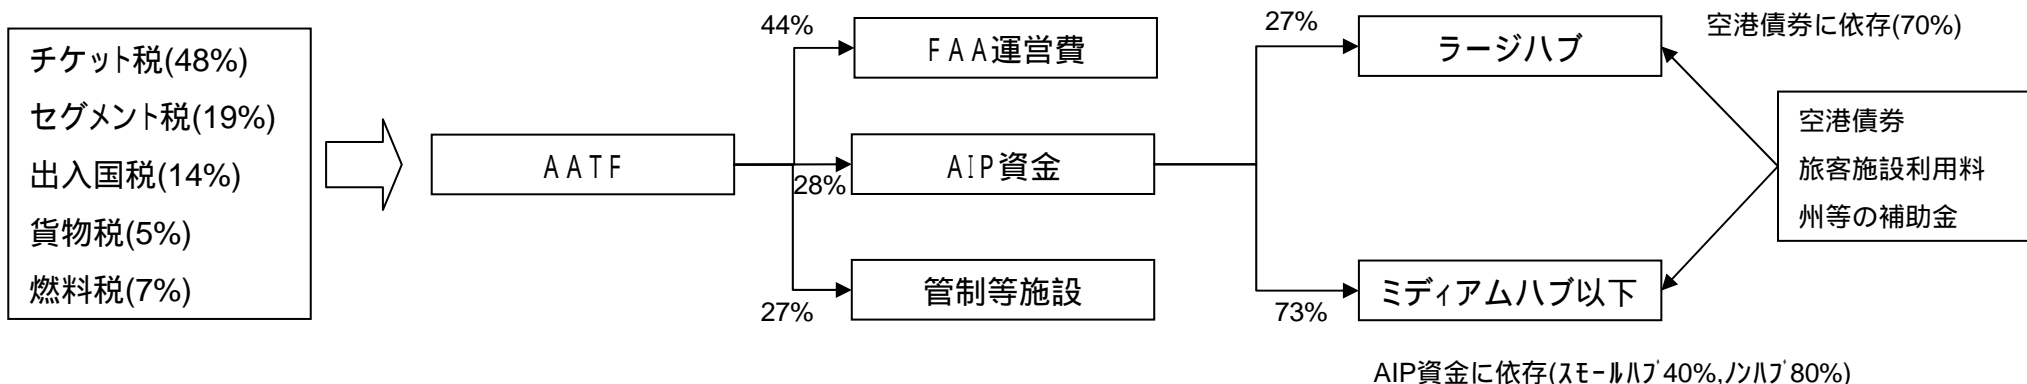 チケット税(48%)
セグメント税(19%)
出入国税(14%)
貨物税(5%)
燃料税(7%)
AATF
44%
FAA運営費
28%
AIP資金
27%
管制等施設
27%
ラージハブ
73%
ミディアムハブ以下
空港債券に依存(70%)
空港債券
旅客施設利用料
州等の補助金
AIP資金に依存(ｽﾓｰﾙﾊﾌﾞ40%,ﾉﾝﾊﾌﾞ80%)